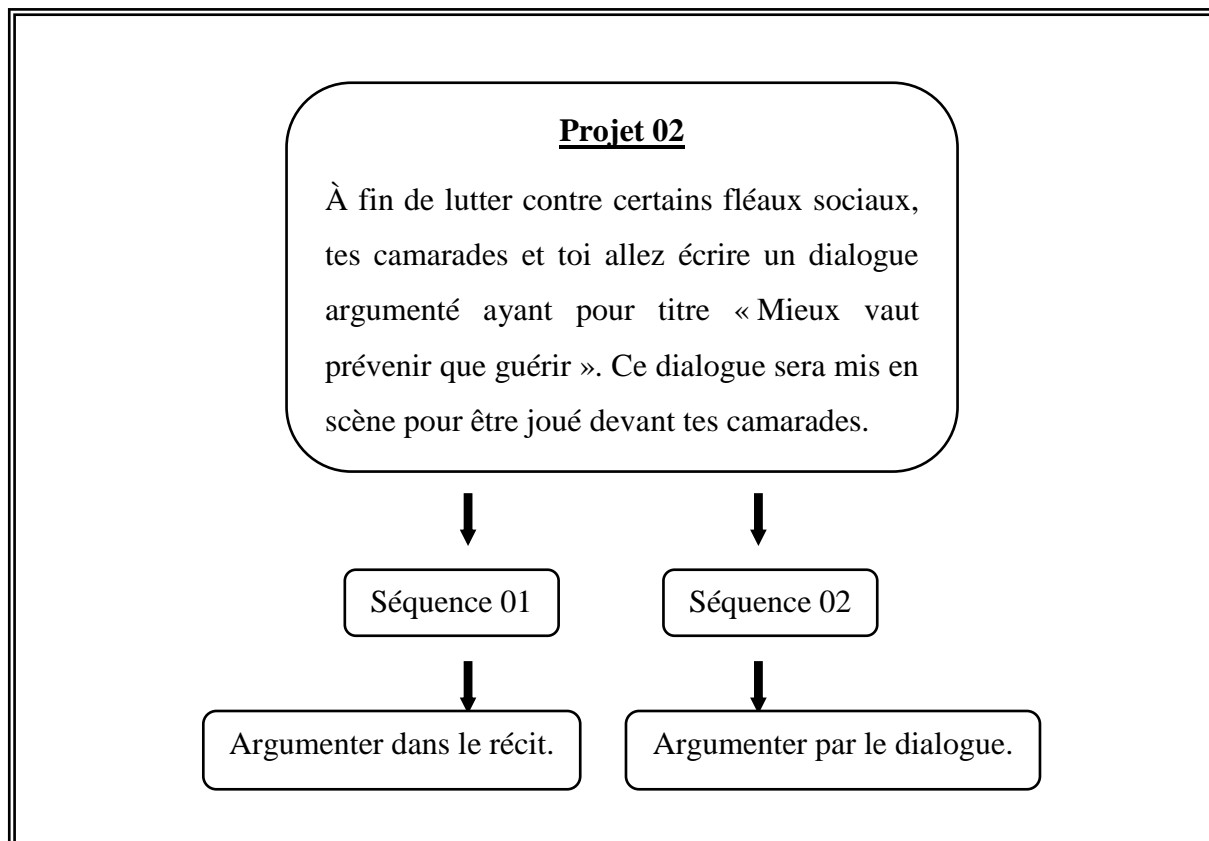 Projet 02
À fin de lutter contre certains fléaux sociaux,
tes camarades et toi allez écrire un dialogue
argumenté ayant pour titre « Mieux vaut
prévenir que guérir ». Ce dialogue sera mis en
scène pour être joué devant tes camarades.
Séquence 01
Séquence 02
Argumenter dans le récit.
Argumenter par le dialogue.